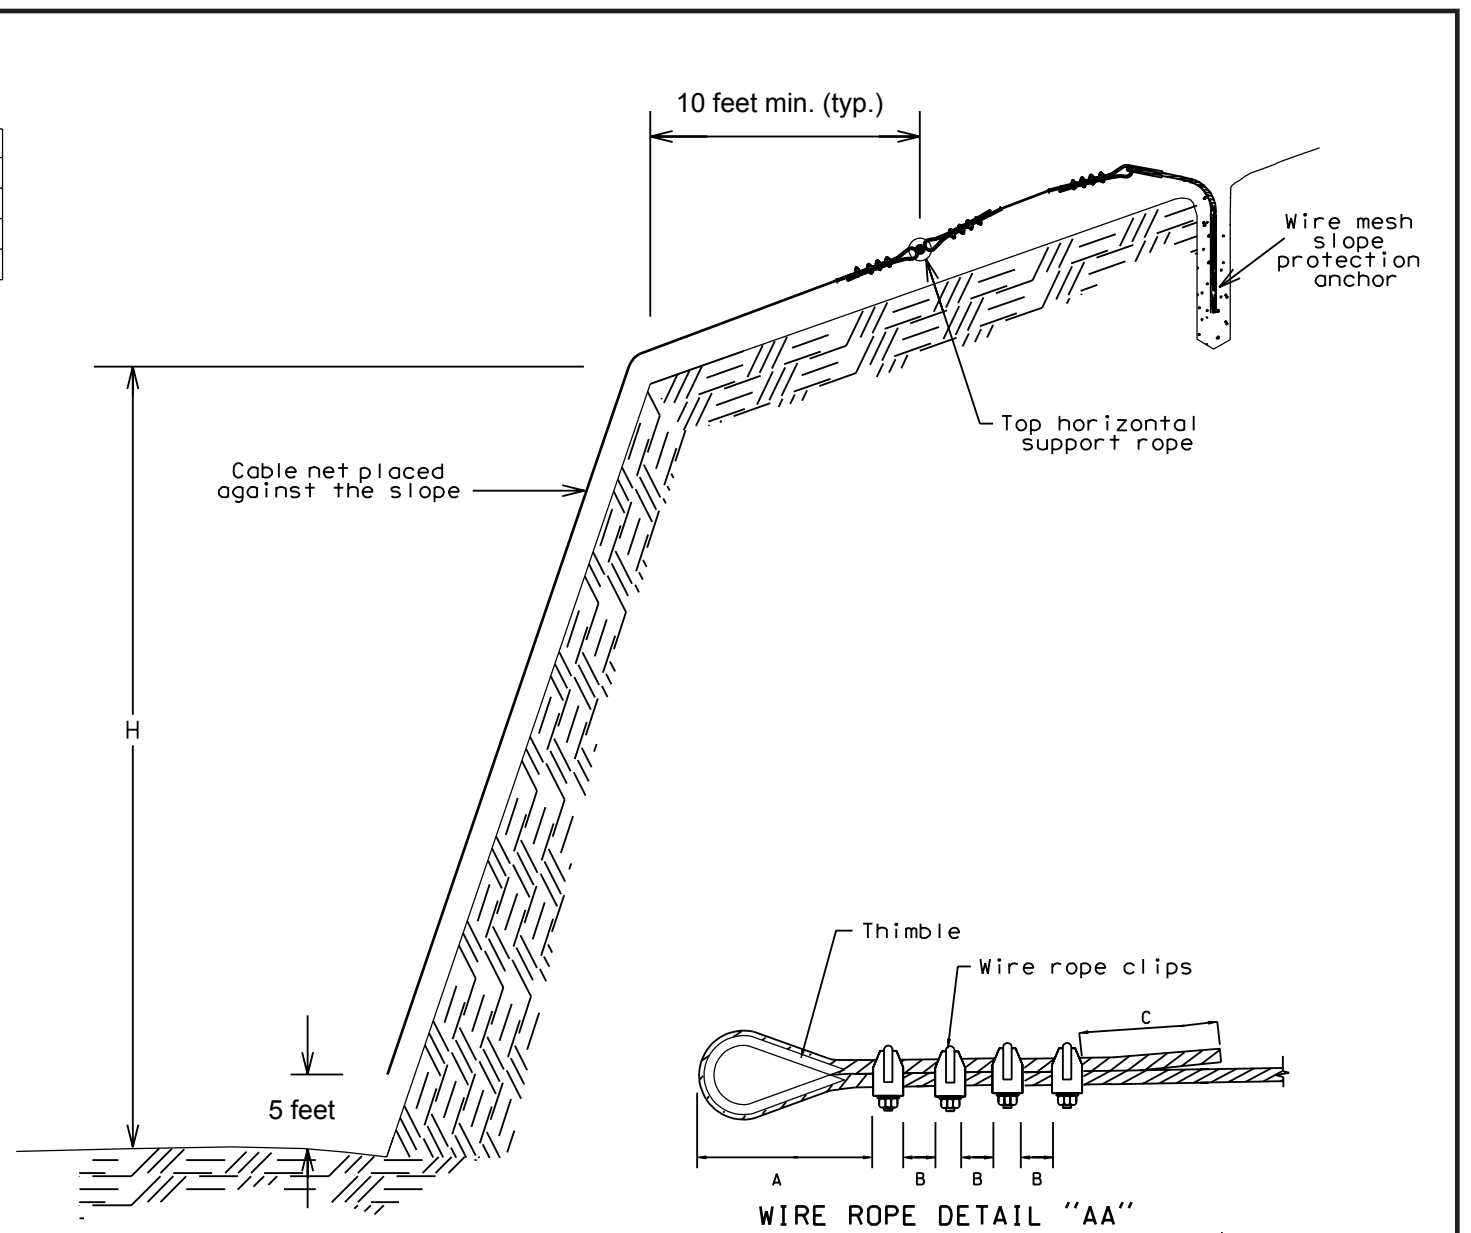 10 feet min. (typ.)
Wire mesh
slope
protection
anchor
Top horizontal
support rope
Cable net placed
against the slope
H
5 feet
Thimble
Wire rope clips
C
A
B
B
B
WIRE ROPE DETAIL "AA"